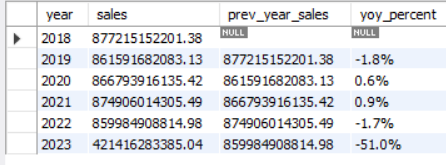 year sales prev_year_sales yoy_percent
2018 877215152201.38 NULL NULL
2019 861591682083.13 877215152201.38 -1.8%
2020 866793916135.42 861591682083.13 0.6%
2021 874906014305.49 866793916135.42 0.9%
2022 859984908814.98 874906014305.49 -1.7%
2023 421416283385.04 859984908814.98 -51.0%